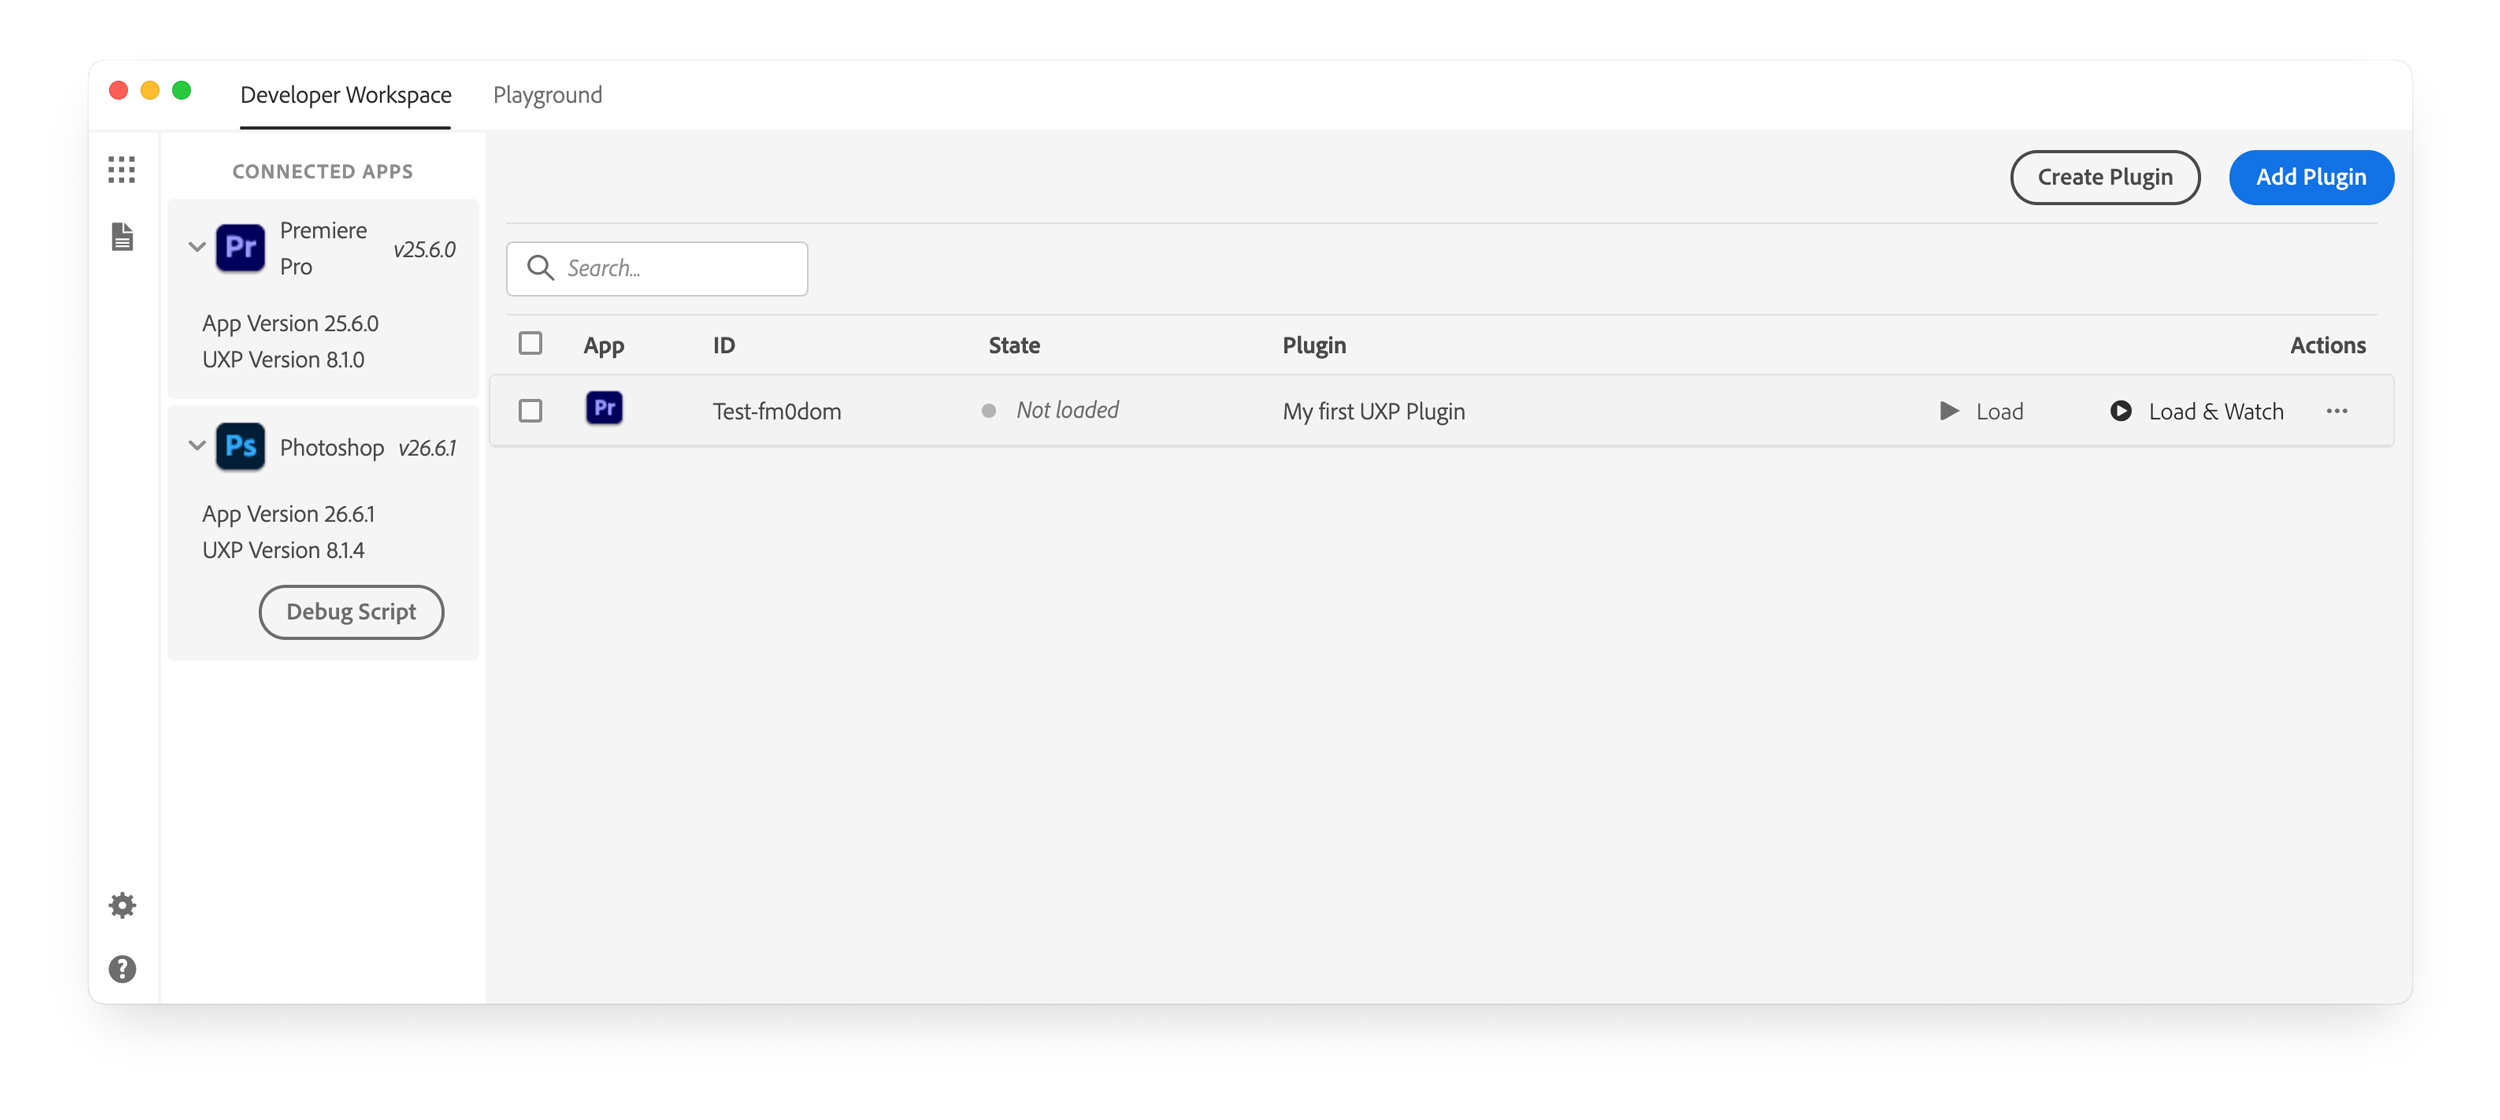 Developer Workspace Playground
CONNECTED APPS
Pr Premiere Pro v25.6.0
App Version 25.6.0
UXP Version 8.1.0
Ps Photoshop v26.6.1
App Version 26.6.1
UXP Version 8.1.4
Debug Script
Create Plugin Add Plugin
Search...
App ID State Plugin Actions
Pr Test-fm0dom Not loaded My first UXP Plugin Load Load & Watch ...
?